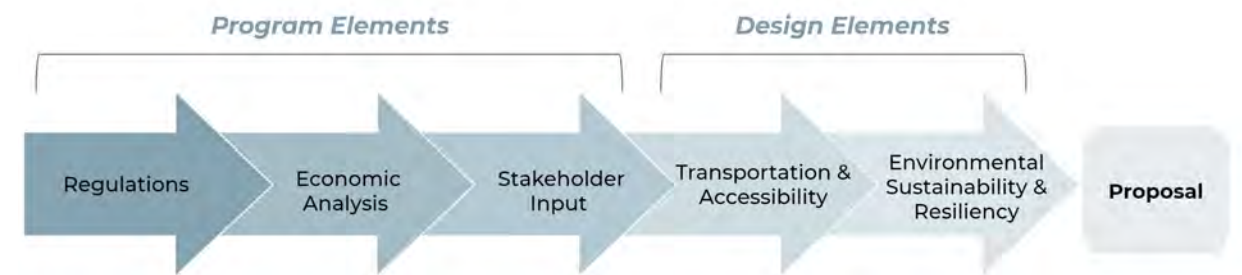 Program Elements
Design Elements
Regulations
Economic
Analysis
Stakeholder
Input
Transportation &
Accessibility
Environmental
Sustainability &
Resiliency
Proposal